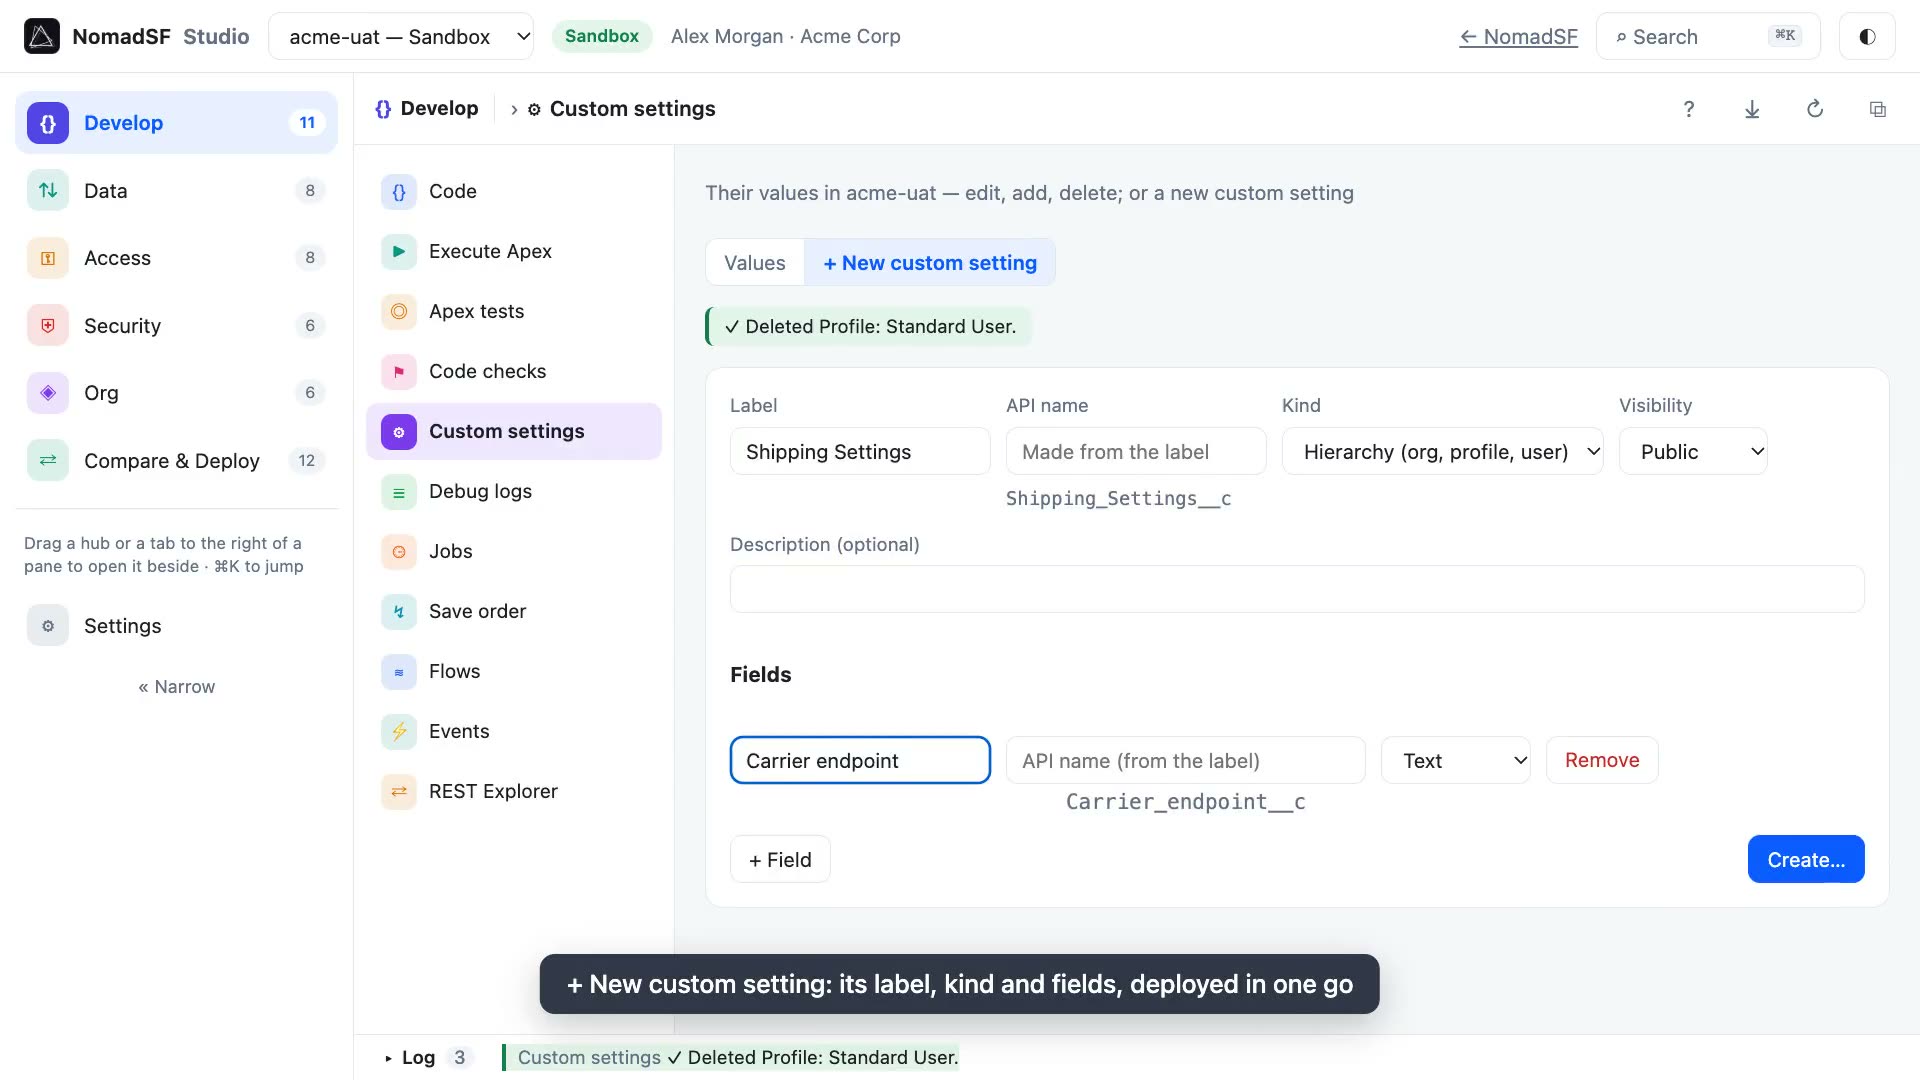 NomadSF Studio
acme-uat — Sandbox
Sandbox
Alex Morgan · Acme Corp
← NomadSF
Search
⌘K
Develop 11
Data 8
Access 8
Security 6
Org 6
Compare & Deploy 12
Drag a hub or a tab to the right of a
pane to open it beside · ⌘K to jump
Settings
« Narrow
{} Develop › Custom settings
?
Code
Execute Apex
Apex tests
Code checks
Custom settings
Debug logs
Jobs
Save order
Flows
Events
REST Explorer
Their values in acme-uat — edit, add, delete; or a new custom setting
Values
+ New custom setting
✓ Deleted Profile: Standard User.
Label
API name
Kind
Visibility
Shipping Settings
Made from the label
Hierarchy (org, profile, user)
Public
Shipping_Settings__c
Description (optional)
Fields
Carrier endpoint
API name (from the label)
Text
Remove
Carrier_endpoint__c
+ Field
Create...
+ New custom setting: its label, kind and fields, deployed in one go
▸ Log 3
Custom settings ✓ Deleted Profile: Standard User.